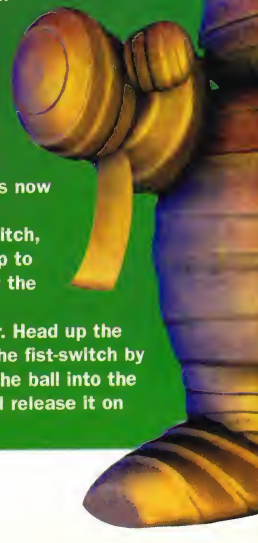 s now
itch,
p to
the
r. Head up the
he fist-switch by
he ball into the
l release it on